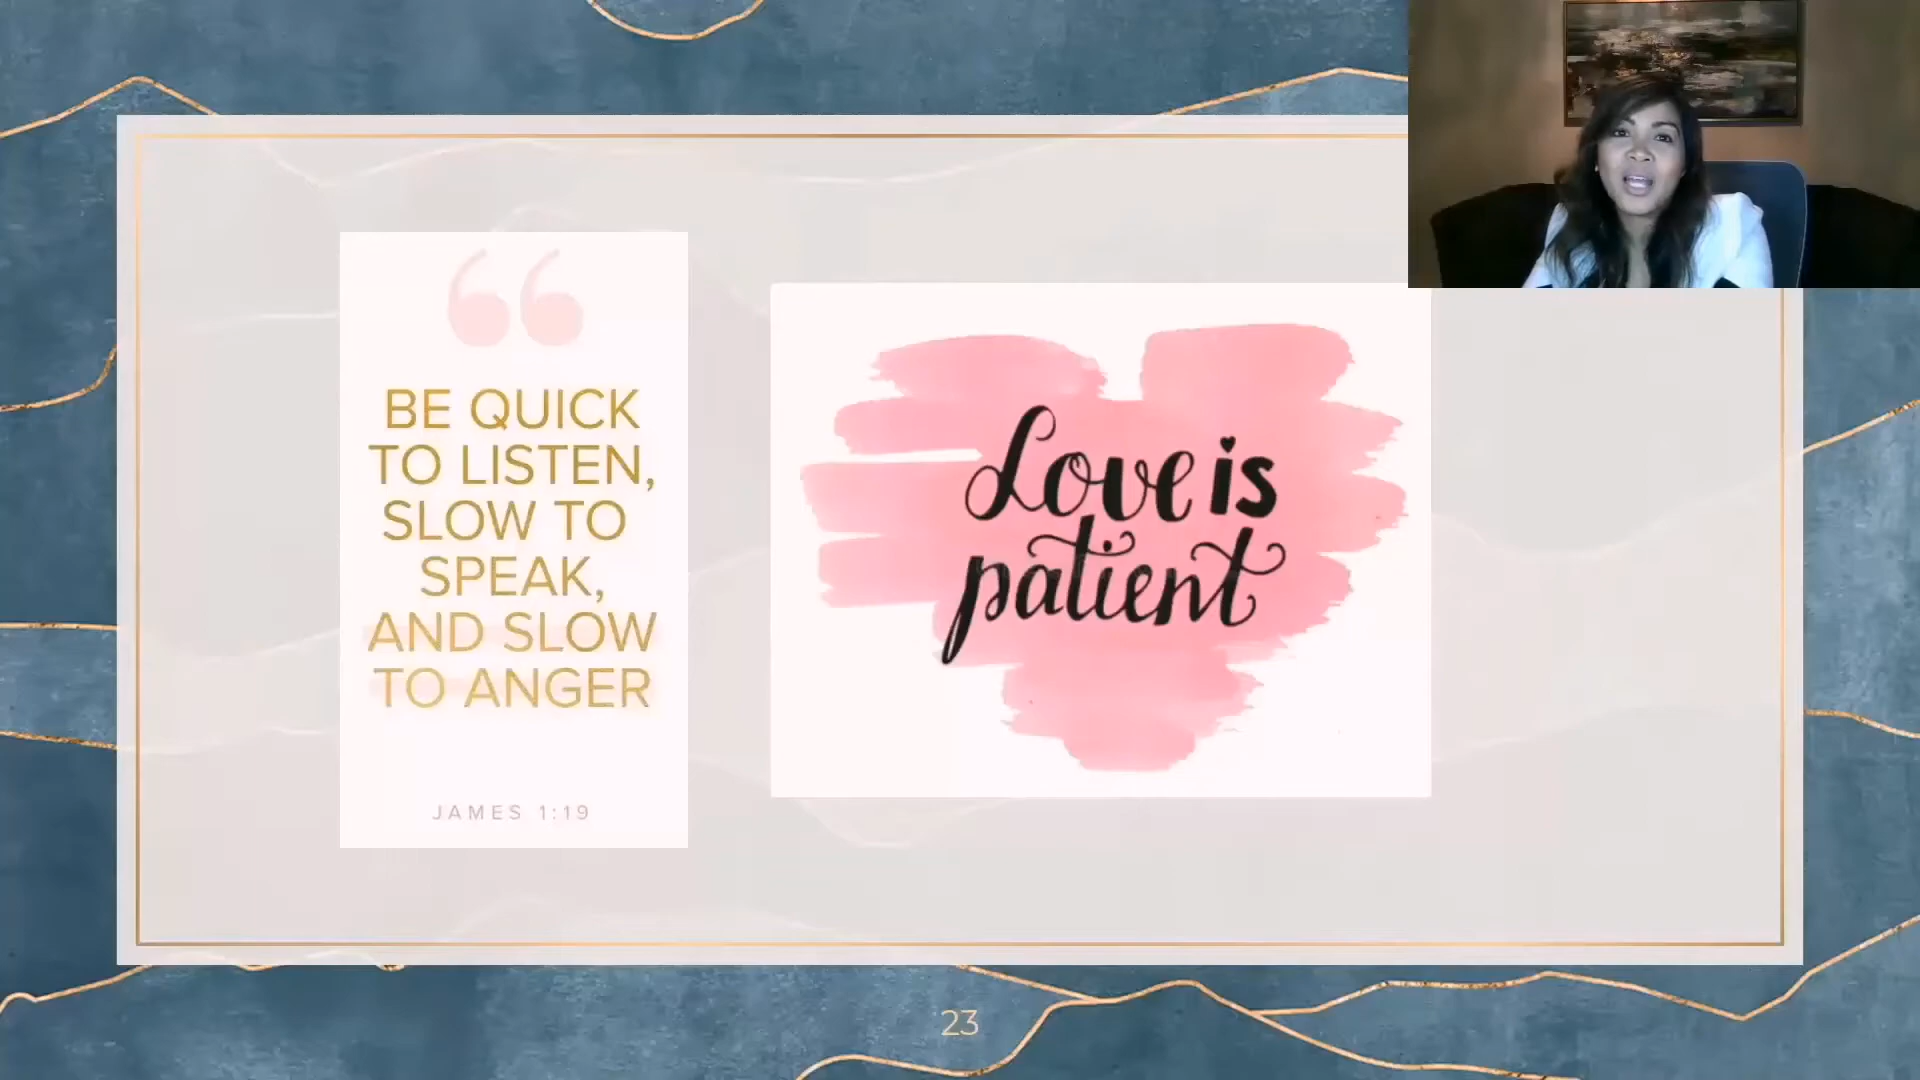 “
BE QUICK
TO LISTEN,
SLOW TO
SPEAK,
AND SLOW
TO ANGER
JAMES 1:19
Love is
patient
23